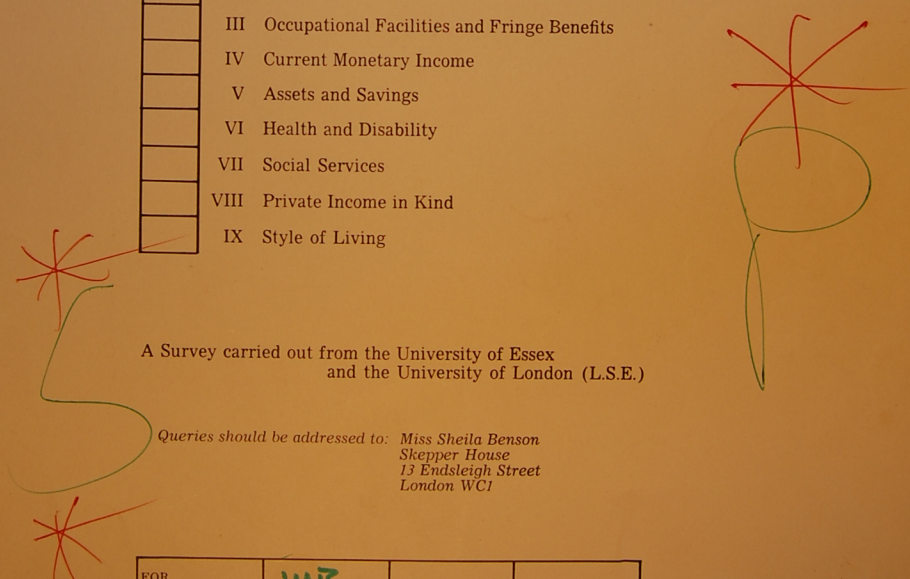 III Occupational Facilities and Fringe Benefits
IV Current Monetary Income
V Assets and Savings
VI Health and Disability
VII Social Services
VIII Private Income in Kind
IX Style of Living
A Survey carried out from the University of Essex
and the University of London (L.S.E.)
Queries should be addressed to: Miss Sheila Benson
Skepper House
13 Endsleigh Street
London WC1
FOR